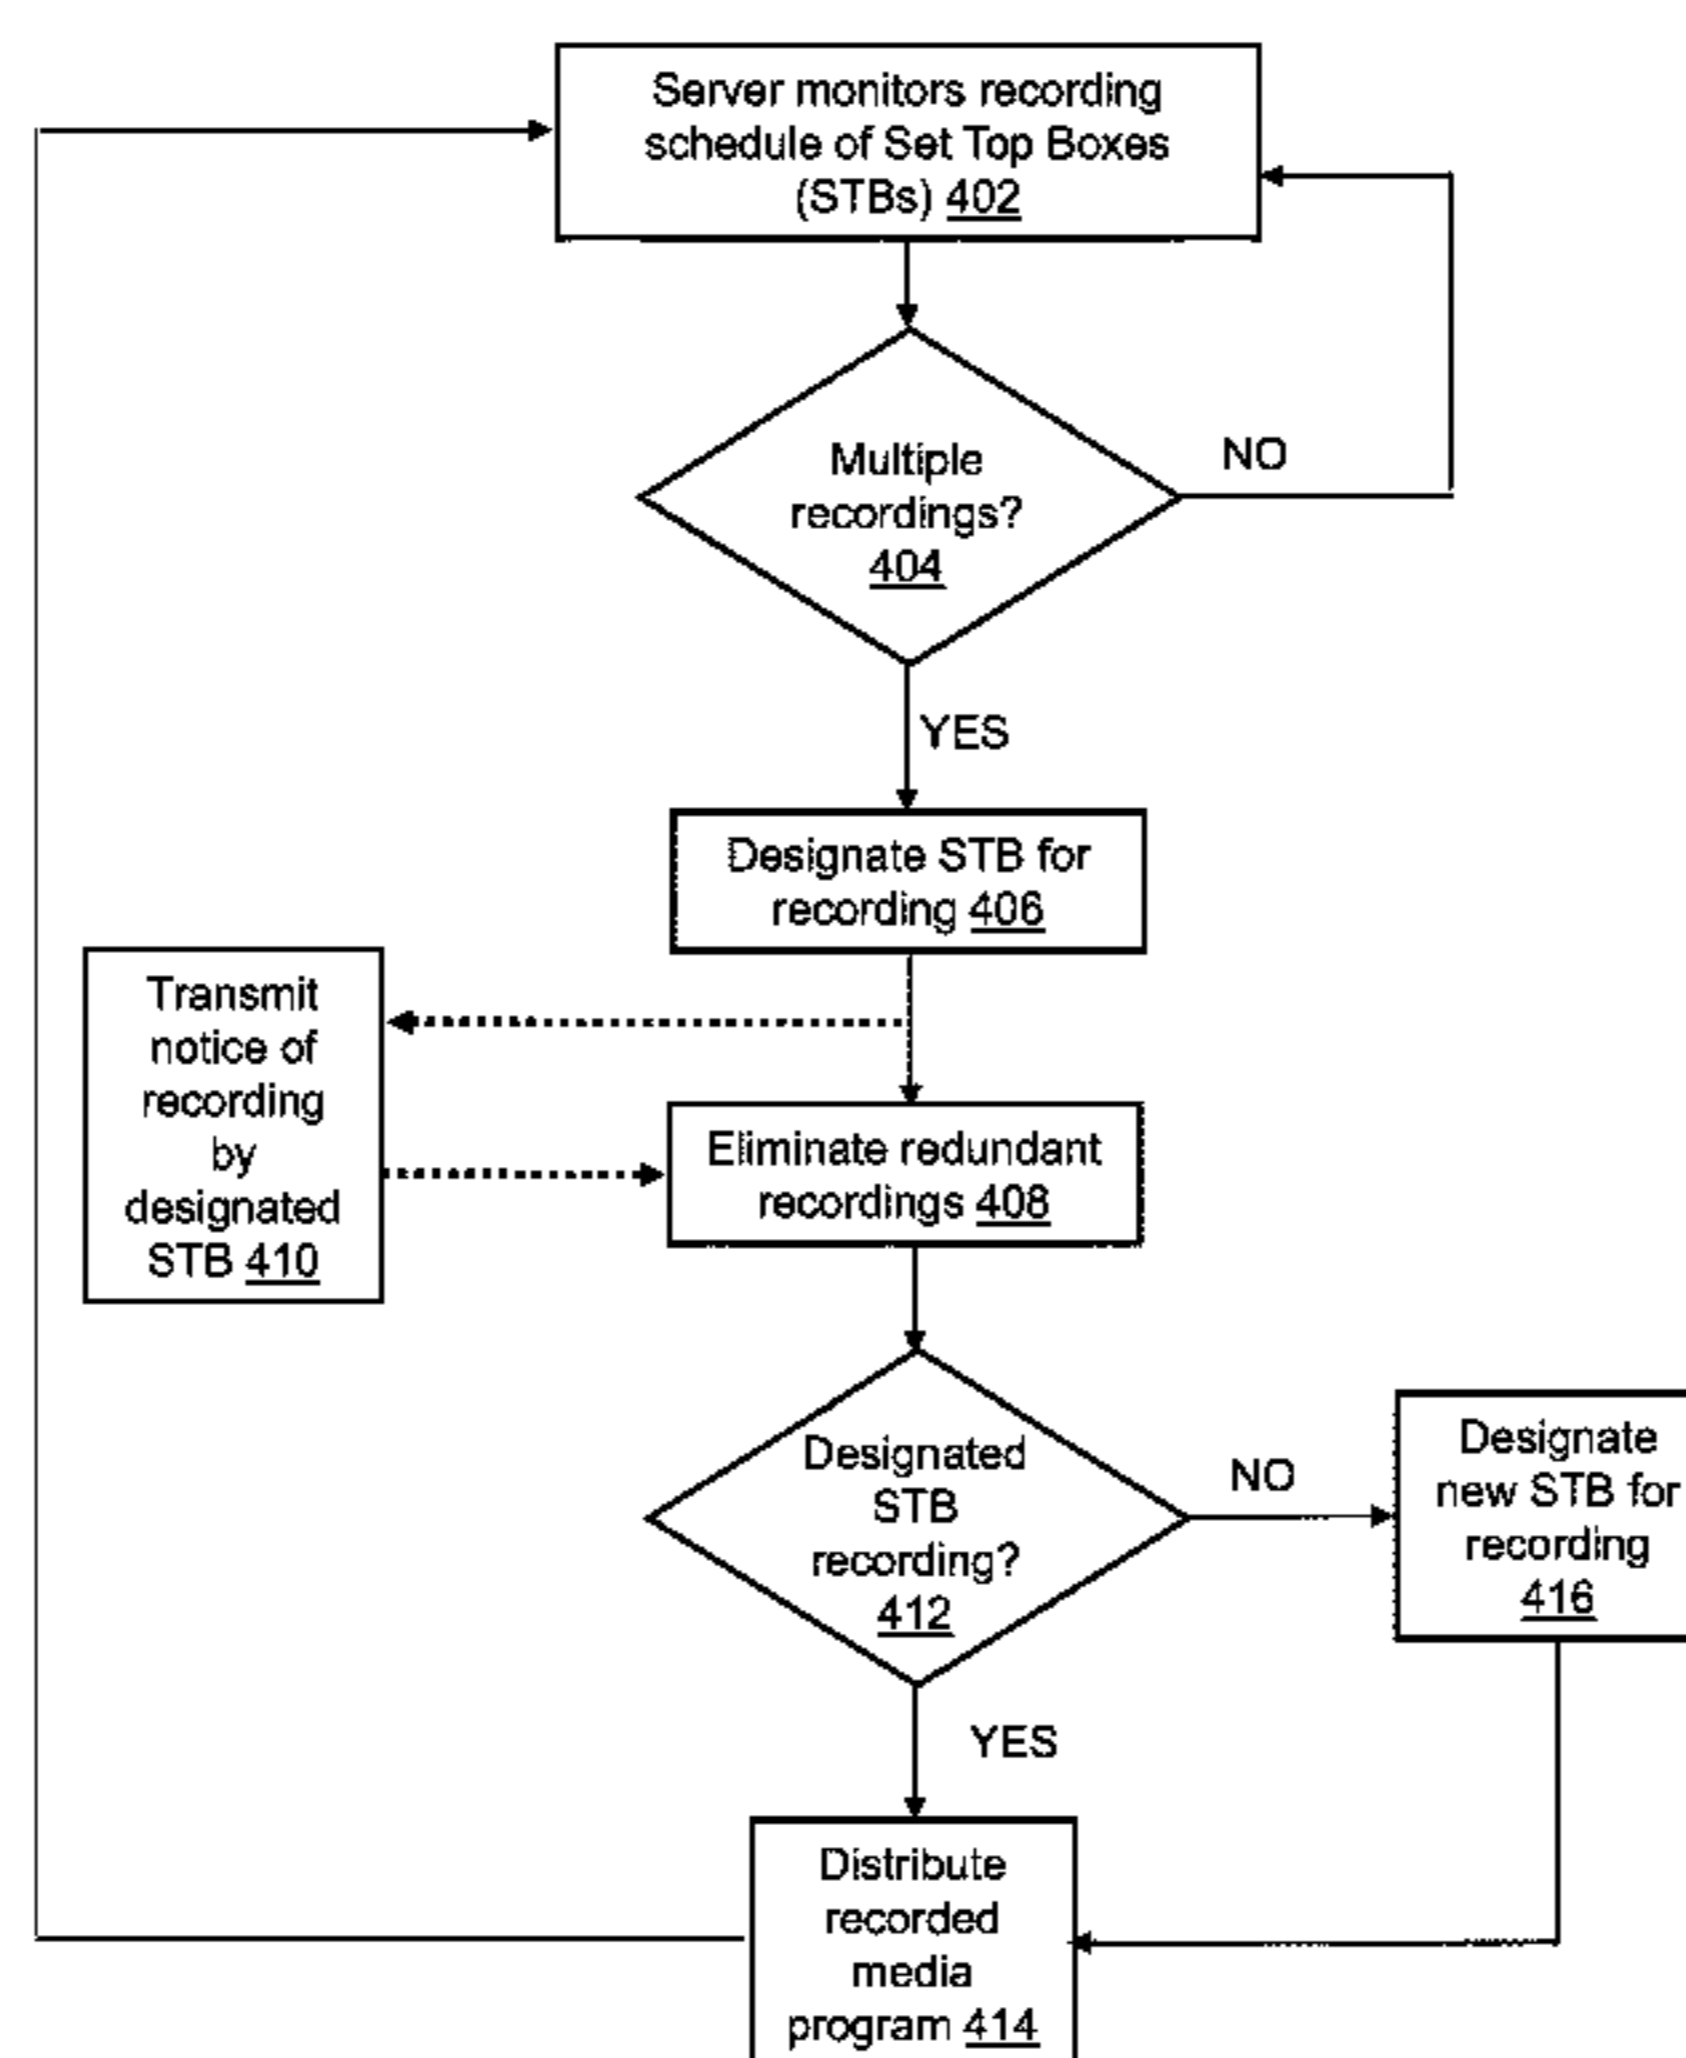 Server monitors recording
schedule of Set Top Boxes
(STBs) 402
Multiple
recordings?
404
NO
YES
Designate STB for
recording 406
Transmit
notice of
recording
by
designated
STB 410
Eliminate redundant
recordings 408
Designated
STB
recording?
412
NO
Designate
new STB for
recording
416
YES
Distribute
recorded
media
program 414